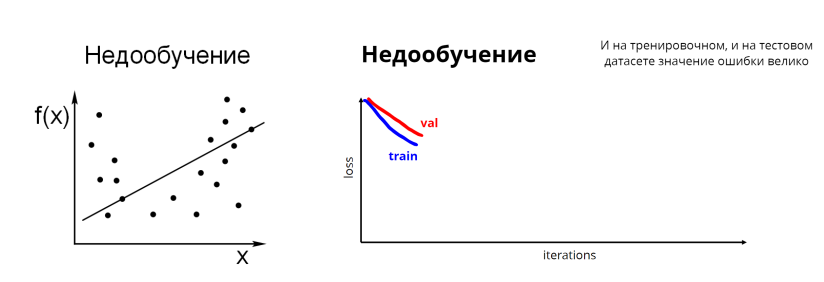 Недообучение
f(x)
x
Недообучение
val
train
loss
iterations
И на тренировочном, и на тестовом
датасете значение ошибки велико